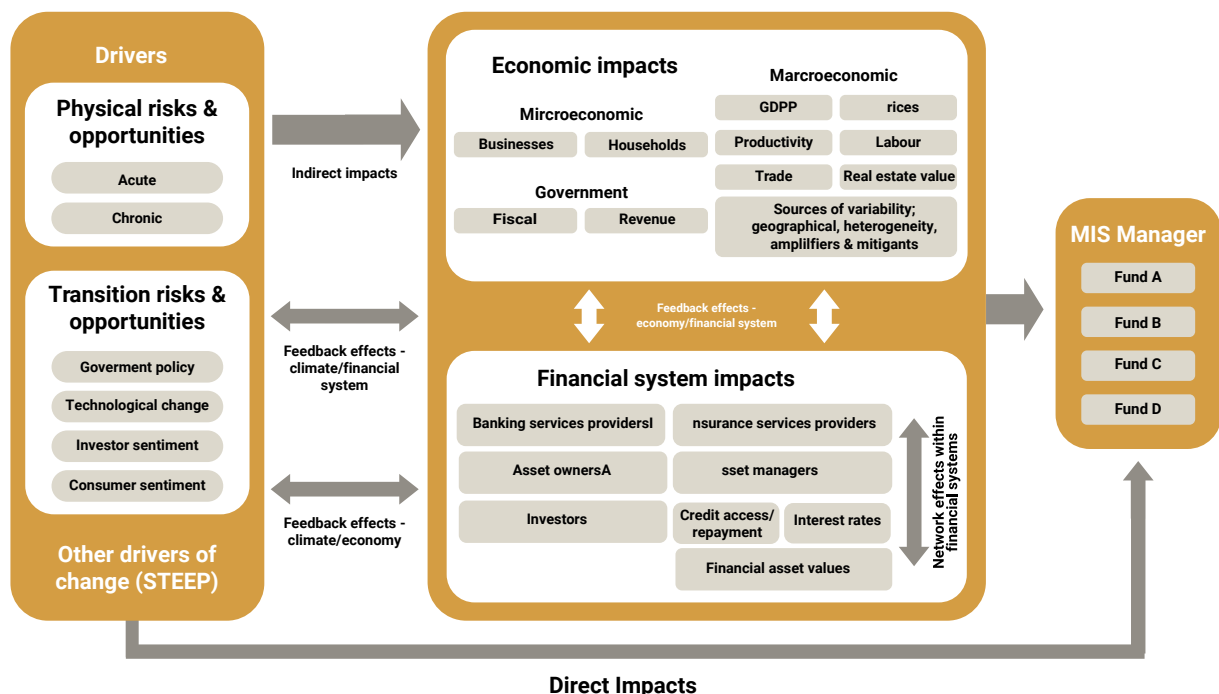 Drivers
Physical risks &
opportunities
Acute
Chronic
Transition risks &
opportunities
Goverment policy
Technological change
Investor sentiment
Consumer sentiment
Other drivers of
change (STEEP)
Indirect impacts
Feedback effects -
climate/financial
system
Feedback effects -
climate/economy
Economic impacts
Mircroeconomic
Businesses
Households
Government
Fiscal
Revenue
Marcroeconomic
GDPP
rices
Productivity
Labour
Trade
Real estate value
Sources of variability;
geographical, heterogeneity,
amplilfiers & mitigants
Feedback effects -
economy/financial system
Financial system impacts
Banking services providersl
nsurance services providers
Asset ownersA
sset managers
Investors
Credit access/
repayment
Interest rates
Financial asset values
Network effects within
financial systems
MIS Manager
Fund A
Fund B
Fund C
Fund D
Direct Impacts